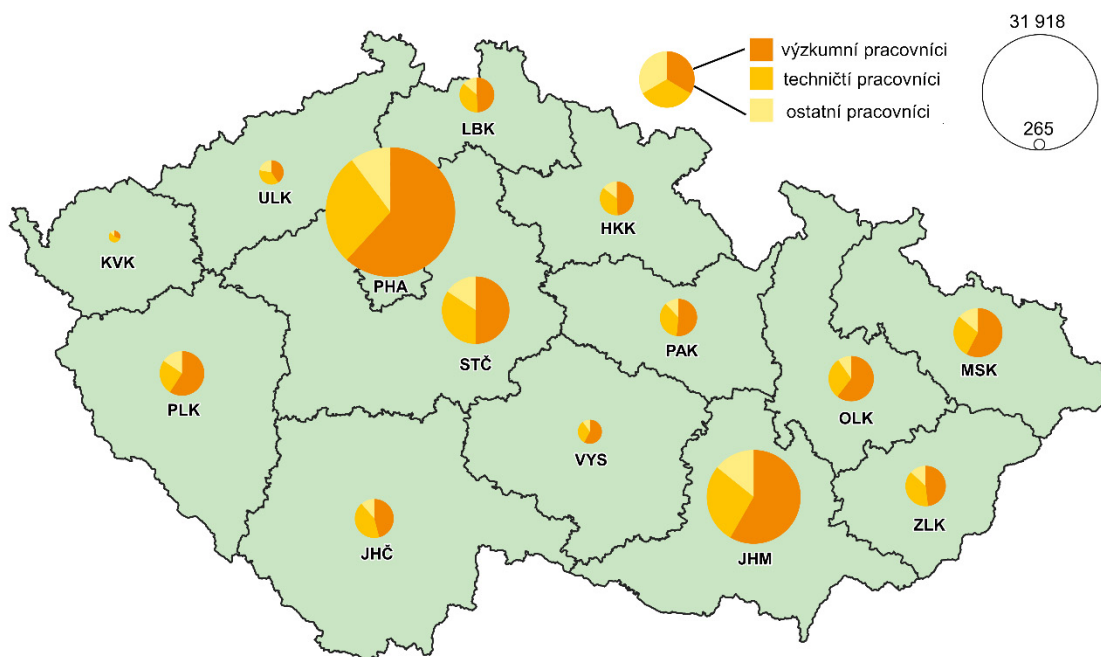 31 918
výzkumní pracovníci
techničtí pracovníci
ostatní pracovníci
265
LBK
ULK
HKK
KVK
PHA
STČ
PAK
MSK
PLK
OLK
VYS
ZLK
JHČ
JHM